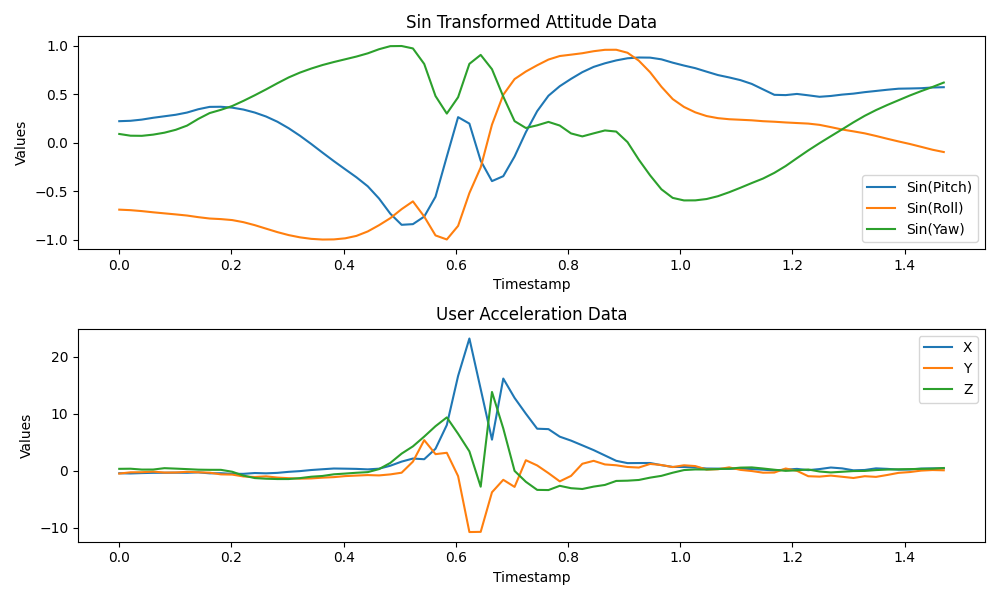 Sin Transformed Attitude Data
Values
1.0
0.5
0.0
−0.5
−1.0
Sin(Pitch)
Sin(Roll)
Sin(Yaw)
0.0 0.2 0.4 0.6 0.8 1.0 1.2 1.4
Timestamp
User Acceleration Data
Values
20
10
0
−10
X
Y
Z
0.0 0.2 0.4 0.6 0.8 1.0 1.2 1.4
Timestamp